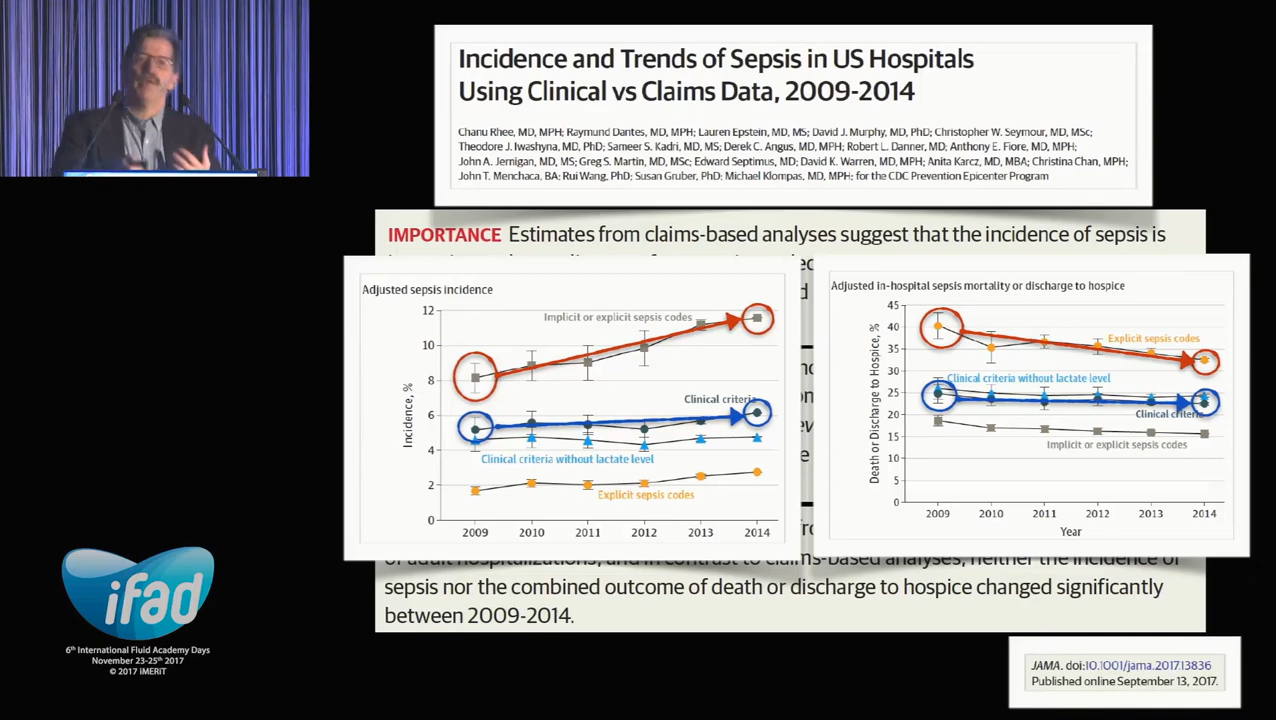 Incidence and Trends of Sepsis in US Hospitals
Using Clinical vs Claims Data, 2009-2014
Chanu Rhee, MD, MPH; Raymund Dantes, MD, MPH; Lauren Epstein, MD, MS; David J. Murphy, MD, PhD; Christopher W. Seymour, MD, MSc;
Theodore J. Iwashyna, MD, PhD; Sameer S. Kadri, MD, MS; Derek C. Angus, MD, MPH; Robert L. Danner, MD; Anthony E. Fiore, MD, MPH;
John A. Jernigan, MD, MS; Greg S. Martin, MD, MSc; Edward Septimus, MD; David K. Warren, MD, MPH; Anita Karcz, MD, MBA; Christina Chan, MPH;
John T. Menchaca, BA; Rui Wang, PhD; Susan Gruber, PhD; Michael Klompas, MD, MPH; for the CDC Prevention Epicenter Program
IMPORTANCE Estimates from claims-based analyses suggest that the incidence of sepsis is
Adjusted sepsis incidence
12
10
8
6
4
2
0
Incidence, %
Implicit or explicit sepsis codes
Clinical criteria
Clinical criteria without lactate level
Explicit sepsis codes
2009 2010 2011 2012 2013 2014
Adjusted in-hospital sepsis mortality or discharge to hospice
45
40
35
30
25
20
15
10
5
0
Death or Discharge to Hospice, %
Explicit sepsis codes
Clinical criteria without lactate level
Clinical criteria
Implicit or explicit sepsis codes
2009 2010 2011 2012 2013 2014
Year
of adult hospitalizations, and in contrast to claims-based analyses, neither the incidence of
sepsis nor the combined outcome of death or discharge to hospice changed significantly
between 2009-2014.
JAMA. doi:10.1001/jama.2017.13836
Published online September 13, 2017.
ifad
6th International Fluid Academy Days
November 23-25th 2017
© 2017 iMERiT